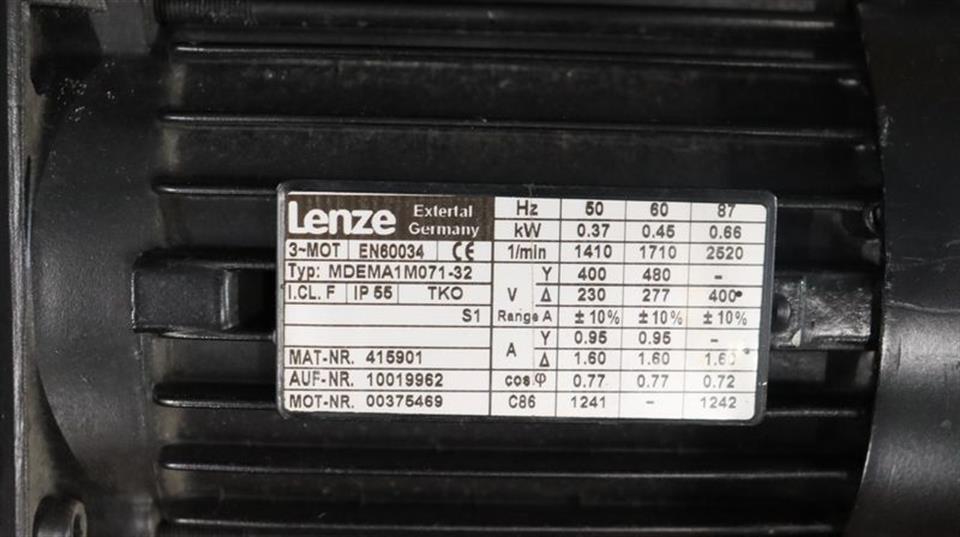 Lenze Extertal Germany Hz 50 60 87
kW 0.37 0.45 0.66
3~MOT EN60034 CE 1/min 1410 1710 2520
Typ: MDEMA1M071-32 Y 400 480 -
I.CL. F IP 55 TKO V Δ 230 277 400
S1 Range A ±10% ±10% ±10%
A Y 0.95 0.95 -
MAT-NR. 415901 Δ 1.60 1.60 1.60
AUF-NR. 10019962 cos φ 0.77 0.77 0.72
MOT-NR. 00375469 C86 1241 - 1242